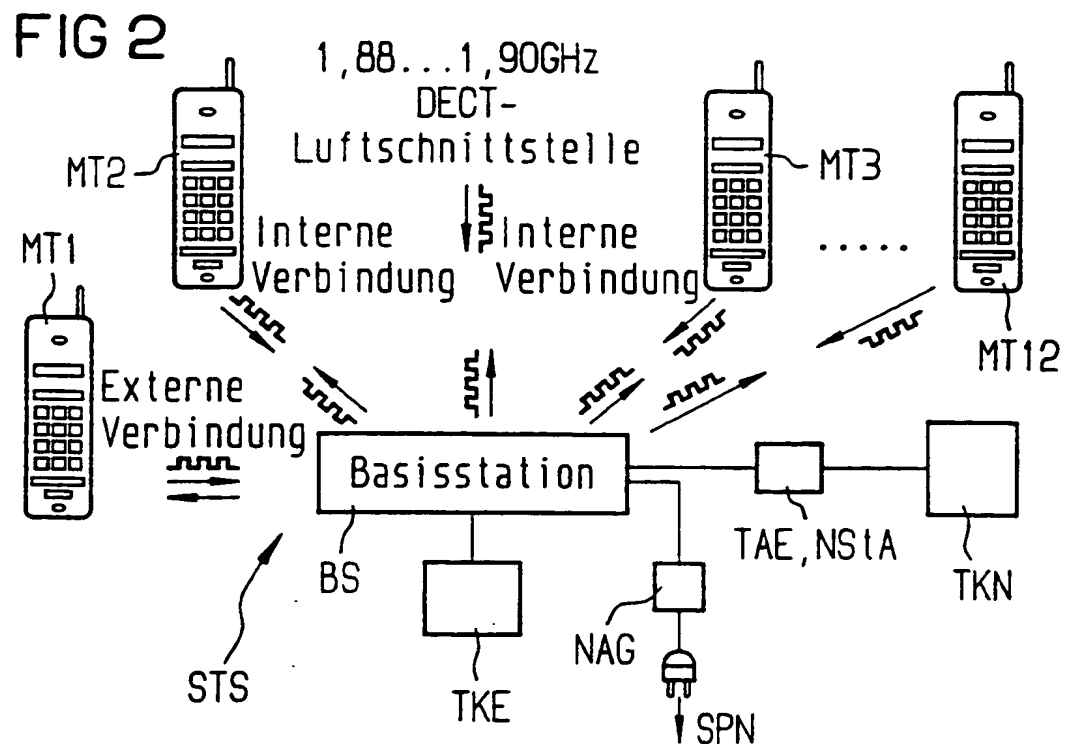 FIG 2
1,88...1,90GHz
DECT-
Luftschnittstelle
MT2
MT3
MT1
Interne
Verbindung
Interne
Verbindung
.....
MT12
Externe
Verbindung
Basisstation
TAE,NStA
BS
TKN
NAG
STS
TKE
SPN